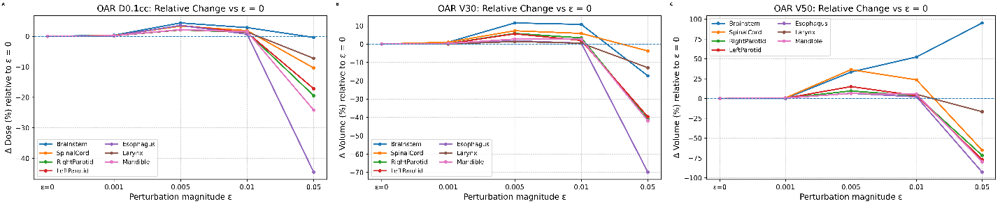 A
OAR D0.1cc: Relative Change vs ε = 0
Δ Dose (%) relative to ε = 0
0
−10
−20
−30
−40
Brainstem
SpinalCord
RightParotid
LeftParotid
Esophagus
Larynx
Mandible
ε=0 0.001 0.005 0.01 0.05
Perturbation magnitude ε
B
OAR V30: Relative Change vs ε = 0
Δ Volume (%) relative to ε = 0
10
0
−10
−20
−30
−40
−50
−60
−70
Brainstem
SpinalCord
RightParotid
LeftParotid
Esophagus
Larynx
Mandible
ε=0 0.001 0.005 0.01 0.05
Perturbation magnitude ε
C
OAR V50: Relative Change vs ε = 0
Δ Volume (%) relative to ε = 0
100
75
50
25
0
−25
−50
−75
−100
Brainstem
SpinalCord
RightParotid
LeftParotid
Esophagus
Larynx
Mandible
ε=0 0.001 0.005 0.01 0.05
Perturbation magnitude ε